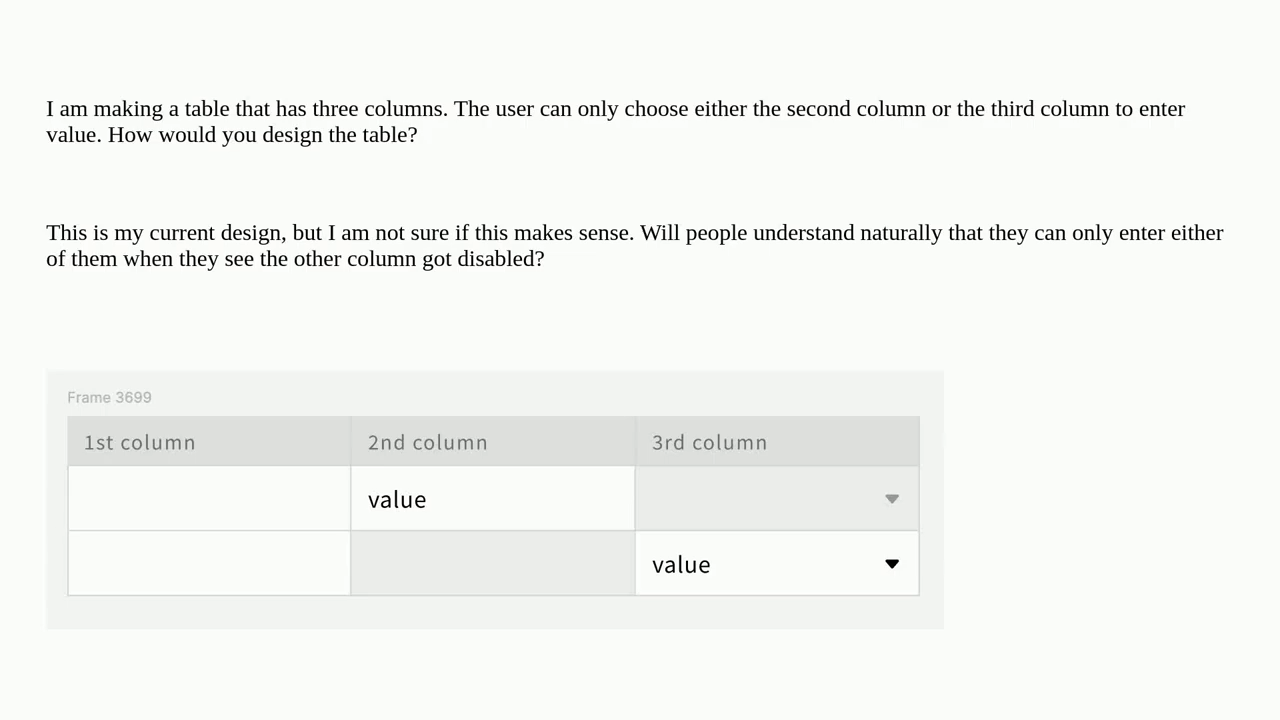 I am making a table that has three columns. The user can only choose either the second column or the third column to enter
value. How would you design the table?
This is my current design, but I am not sure if this makes sense. Will people understand naturally that they can only enter either
of them when they see the other column got disabled?
Frame 3699
1st column 2nd column 3rd column
value
value